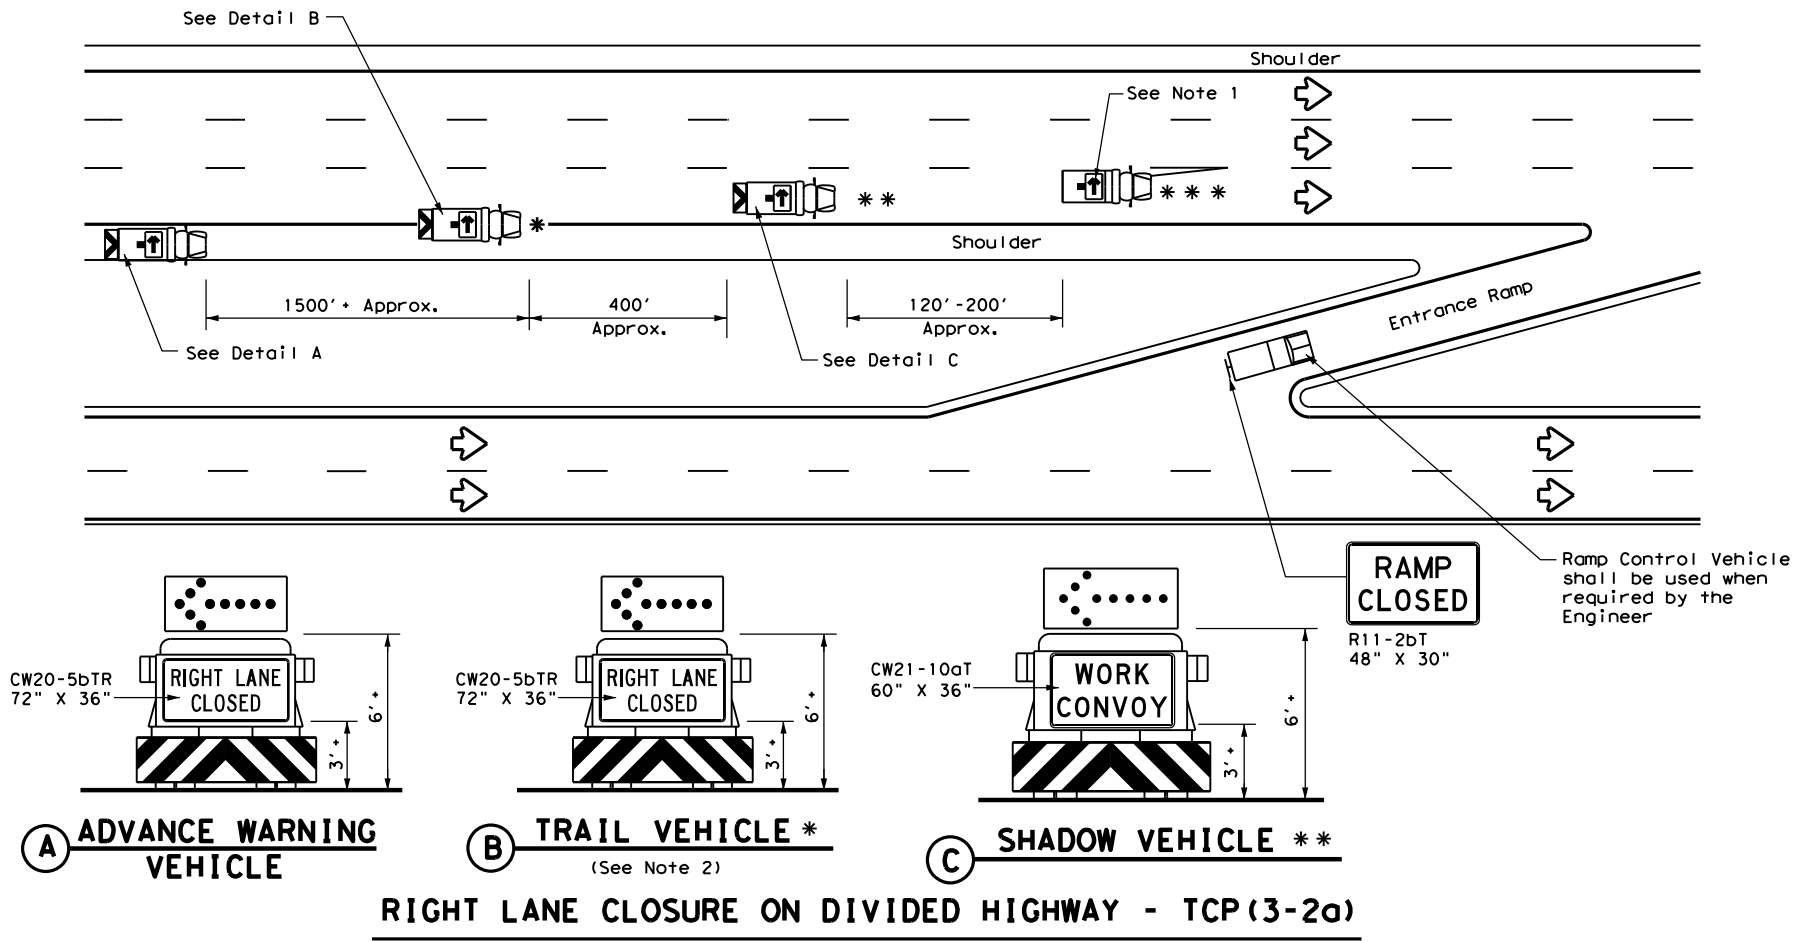 See Detail B
Shoulder
See Note 1
* * *
* *
*
Shoulder
1500'+ Approx.
400'
Approx.
120'-200'
Approx.
Entrance Ramp
See Detail A
See Detail C
RAMP
CLOSED
R11-2bT
48" X 30"
Ramp Control Vehicle
shall be used when
required by the
Engineer
CW20-5bTR
72" X 36"
RIGHT LANE
CLOSED
6'+
3'+
CW20-5bTR
72" X 36"
RIGHT LANE
CLOSED
6'+
3'+
CW21-10aT
60" X 36"
WORK
CONVOY
6'+
3'+
A ADVANCE WARNING
VEHICLE
B TRAIL VEHICLE *
(See Note 2)
C SHADOW VEHICLE * *
RIGHT LANE CLOSURE ON DIVIDED HIGHWAY - TCP(3-2a)